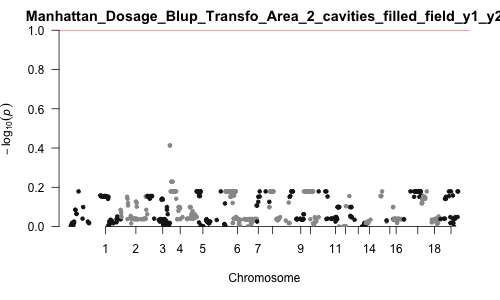 Manhattan_Dosage_Blup_Transfo_Area_2_cavities_filled_field_y1_y2
1.0
0.8
0.6
0.4
0.2
0.0
− log10(p)
1 2 3 4 5 6 7 9 11 14 16 18
Chromosome